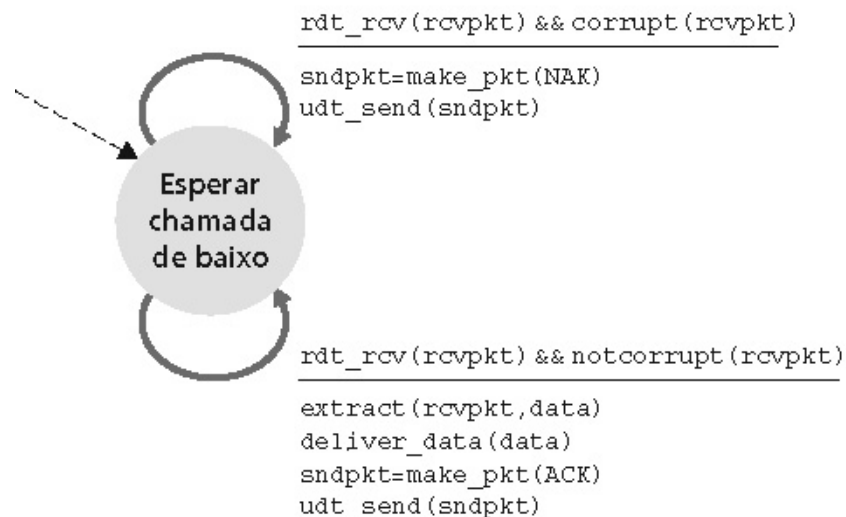 rdt_rcv(rcvpkt) && corrupt(rcvpkt)
sndpkt=make_pkt(NAK)
udt_send(sndpkt)
Esperar
chamada
de baixo
rdt_rcv(rcvpkt) && notcorrupt(rcvpkt)
extract(rcvpkt,data)
deliver_data(data)
sndpkt=make_pkt(ACK)
udt_send(sndpkt)